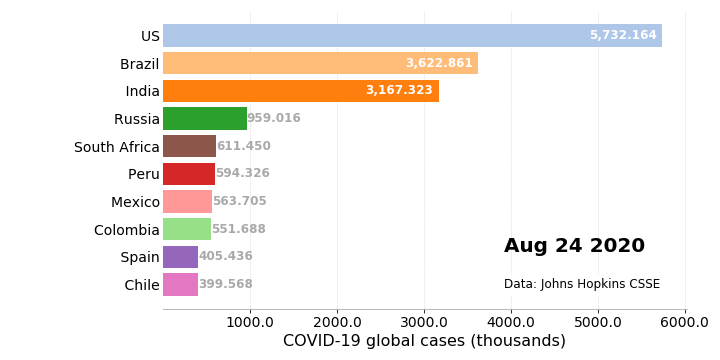 US 5,732.164
Brazil 3,622.861
India 3,167.323
Russia 959.016
South Africa 611.450
Peru 594.326
Mexico 563.705
Colombia 551.688
Aug 24 2020
Spain 405.436
Chile 399.568
Data: Johns Hopkins CSSE
1000.0 2000.0 3000.0 4000.0 5000.0 6000.0
COVID-19 global cases (thousands)